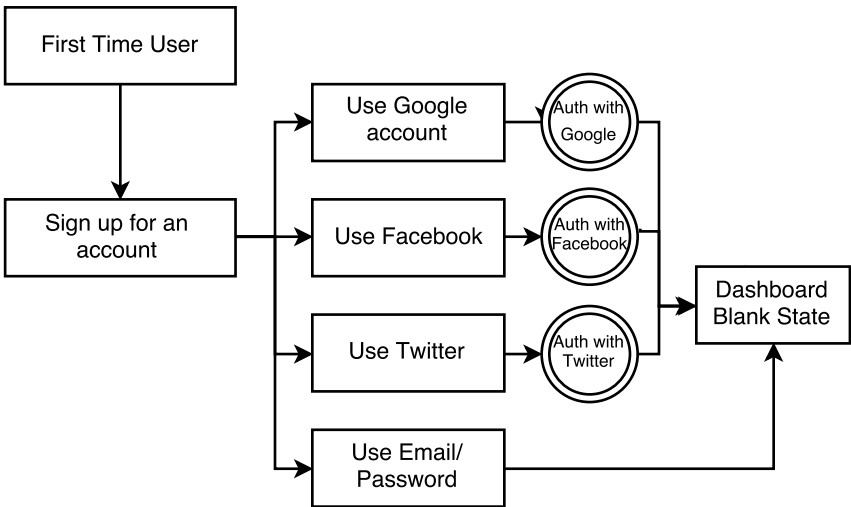 First Time User
Sign up for an
account
Use Google
account
Auth with
Google
Use Facebook
Auth with
Facebook
Use Twitter
Auth with
Twitter
Use Email/
Password
Dashboard
Blank State